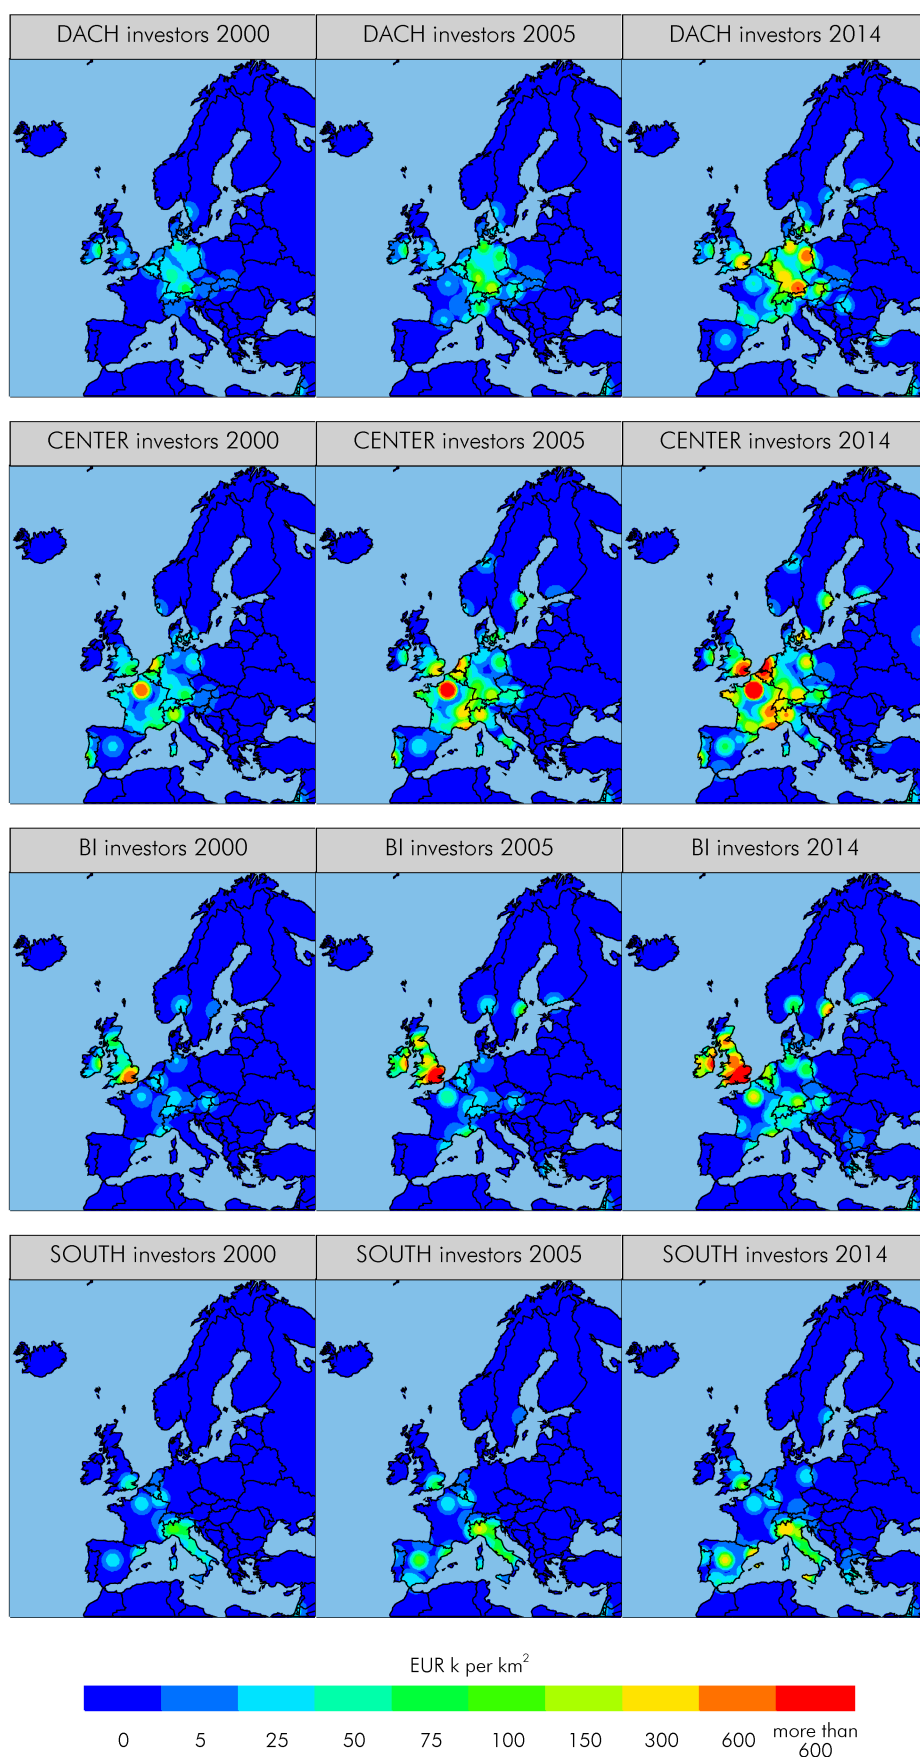 DACH investors 2000
DACH investors 2005
DACH investors 2014
CENTER investors 2000
CENTER investors 2005
CENTER investors 2014
BI investors 2000
BI investors 2005
BI investors 2014
SOUTH investors 2000
SOUTH investors 2005
SOUTH investors 2014
EUR k per km²
0 5 25 50 75 100 150 300 600 more than
600